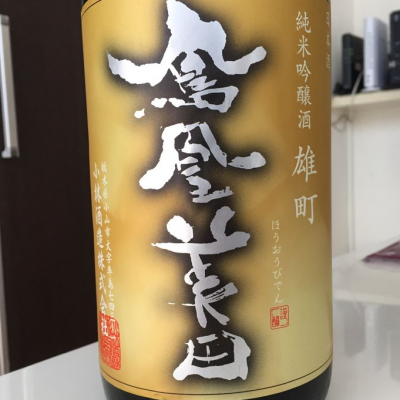 純米吟醸酒 雄町
鳳凰美田
ほうおうびでん
小林酒造株式会社